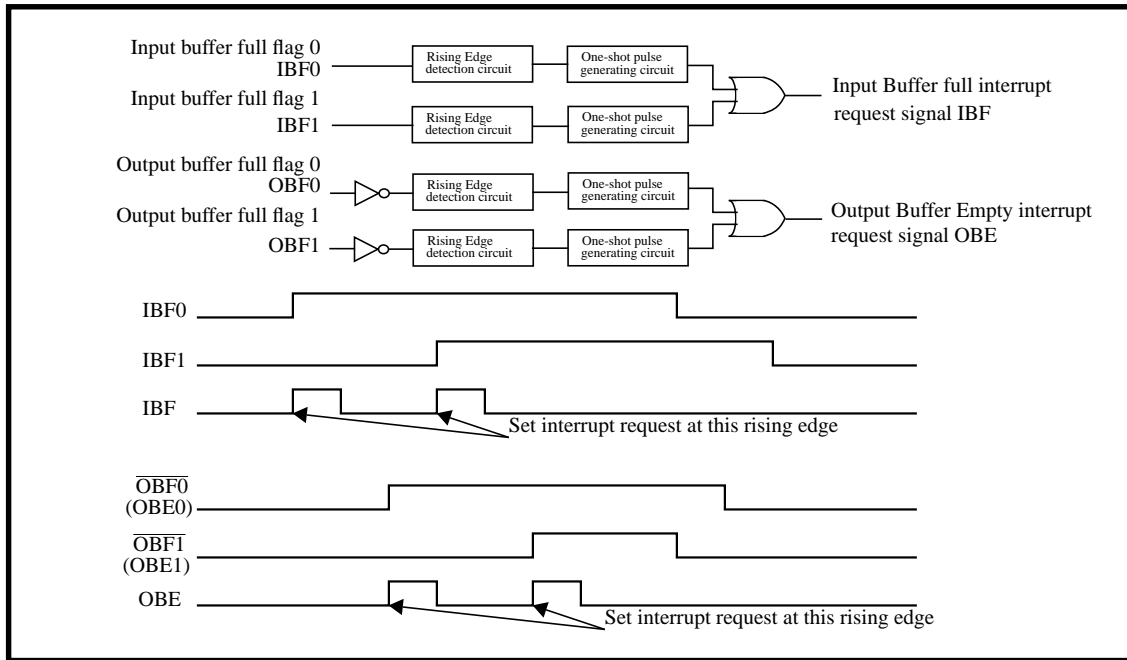 Input buffer full flag 0
IBF0
Rising Edge
detection circuit
One-shot pulse
generating circuit
Input buffer full flag 1
IBF1
Rising Edge
detection circuit
One-shot pulse
generating circuit
Input Buffer full interrupt
request signal IBF
Output buffer full flag 0
OBF0
Rising Edge
detection circuit
One-shot pulse
generating circuit
Output buffer full flag 1
OBF1
Rising Edge
detection circuit
One-shot pulse
generating circuit
Output Buffer Empty interrupt
request signal OBE
IBF0
IBF1
IBF
Set interrupt request at this rising edge
OBF0
(OBE0)
OBF1
(OBE1)
OBE
Set interrupt request at this rising edge